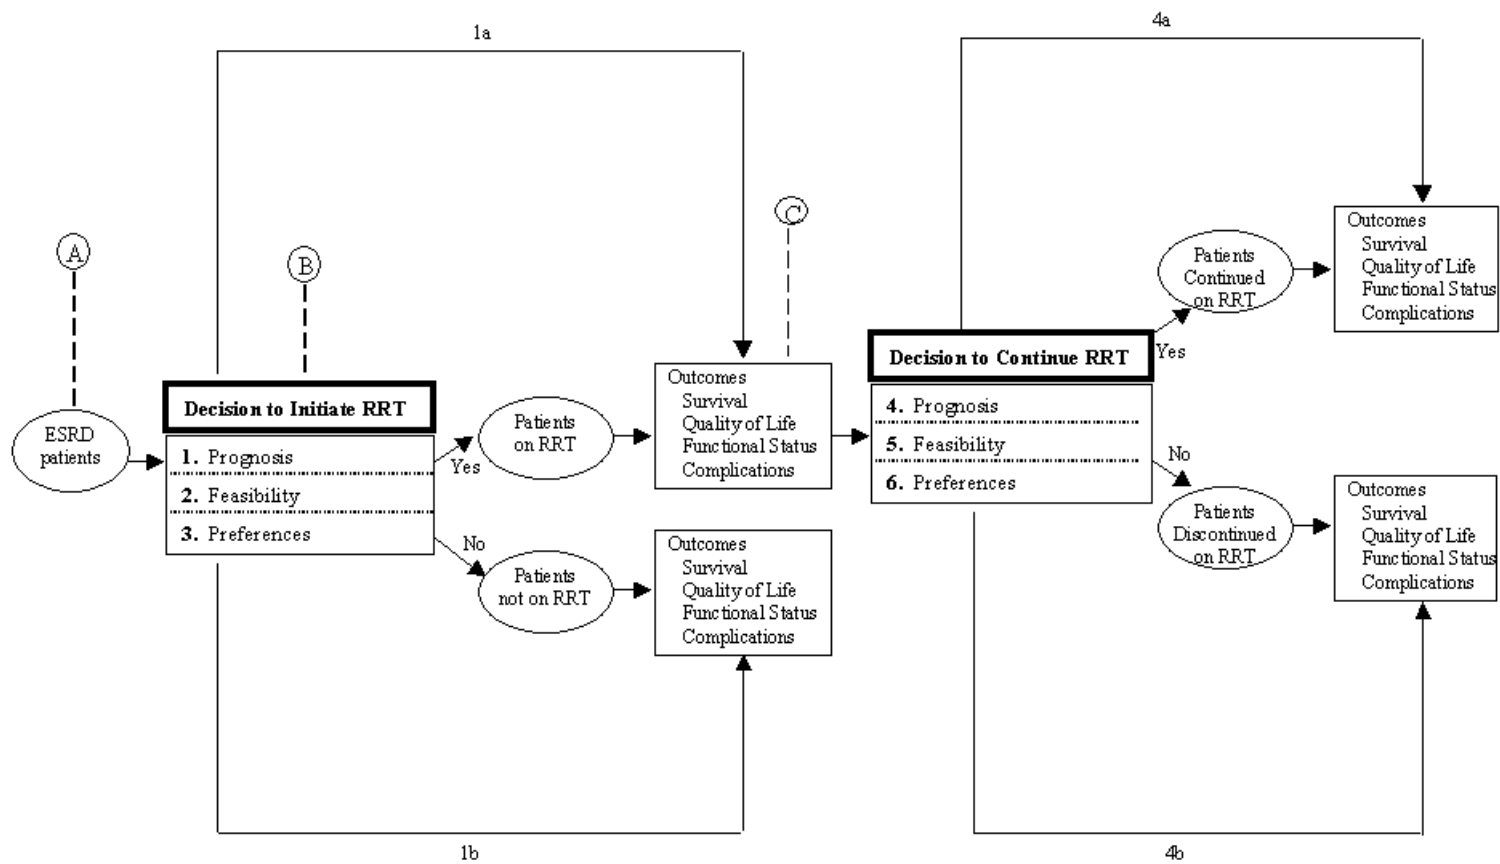 1a
4a
A
B
C
ESRD
patients
Decision to Initiate RRT
1. Prognosis
2. Feasibility
3. Preferences
Yes
No
Patients
on RRT
Patients
not on RRT
Outcomes
Survival
Quality of Life
Functional Status
Complications
Outcomes
Survival
Quality of Life
Functional Status
Complications
Decision to Continue RRT
4. Prognosis
5. Feasibility
6. Preferences
Yes
No
Patients
Continued
on RRT
Patients
Discontinued
on RRT
Outcomes
Survival
Quality of Life
Functional Status
Complications
Outcomes
Survival
Quality of Life
Functional Status
Complications
1b
4b